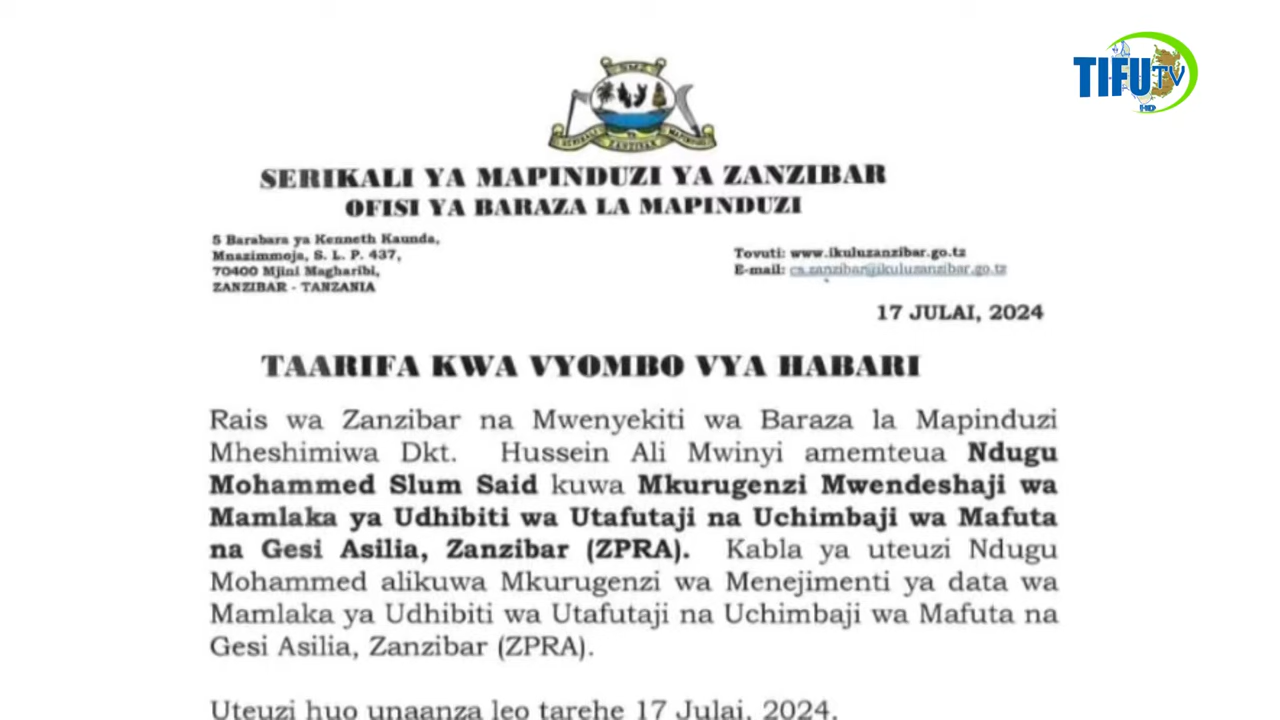 TIFU TV
SERIKALI YA MAPINDUZI YA ZANZIBAR
OFISI YA BARAZA LA MAPINDUZI
5 Barabara ya Kenneth Kaunda,
Mnazimmoja, S. L. P. 437,
70400 Mjini Magharibi,
ZANZIBAR - TANZANIA
Tovuti: www.ikuluzanzibar.go.tz
E-mail: cs.zanzibar@ikuluzanzibar.go.tz
17 JULAI, 2024
TAARIFA KWA VYOMBO VYA HABARI
Rais wa Zanzibar na Mwenyekiti wa Baraza la Mapinduzi
Mheshimiwa Dkt. Hussein Ali Mwinyi amemteua Ndugu
Mohammed Slum Said kuwa Mkurugenzi Mwendeshaji wa
Mamlaka ya Udhibiti wa Utafutaji na Uchimbaji wa Mafuta
na Gesi Asilia, Zanzibar (ZPRA). Kabla ya uteuzi Ndugu
Mohammed alikuwa Mkurugenzi wa Menejimenti ya data wa
Mamlaka ya Udhibiti wa Utafutaji na Uchimbaji wa Mafuta na
Gesi Asilia, Zanzibar (ZPRA).
Uteuzi huo unaanza leo tarehe 17 Julai, 2024.